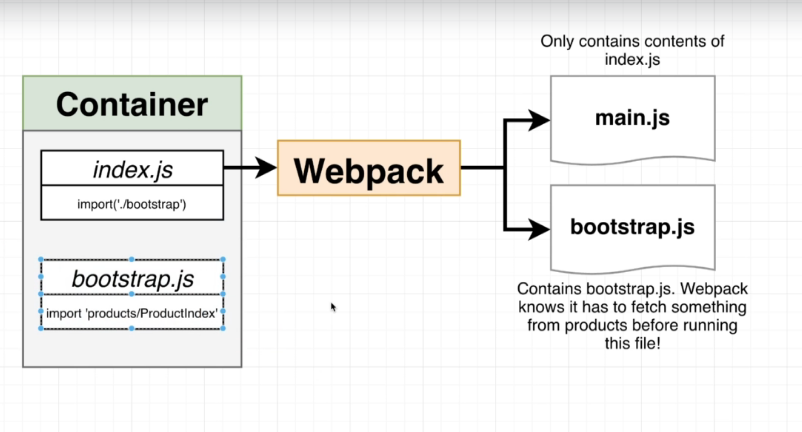 Container
index.js
import('./bootstrap')
bootstrap.js
import 'products/ProductIndex'
Webpack
Only contains contents of
index.js
main.js
bootstrap.js
Contains bootstrap.js. Webpack
knows it has to fetch something
from products before running
this file!